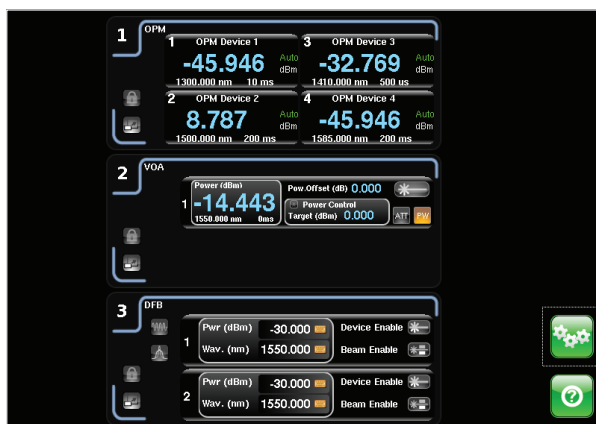 1 OPM
1 OPM Device 1 3 OPM Device 3
-45.946 Auto dBm -32.769 Auto dBm
1300.000 nm 10 ms 1410.000 nm 500 us
2 OPM Device 2 4 OPM Device 4
8.787 Auto dBm -45.946 Auto dBm
1500.000 nm 200 ms 1585.000 nm 200 ms
2 VOA
Power (dBm) Pow.Offset (dB) 0.000
1 -14.443 Power Control
1550.000 nm 0ms Target (dBm) 0.000 ATT PW
3 DFB
Pwr (dBm) -30.000 Device Enable
1
Wav. (nm) 1550.000 Beam Enable
Pwr (dBm) -30.000 Device Enable
2
Wav. (nm) 1550.000 Beam Enable
?